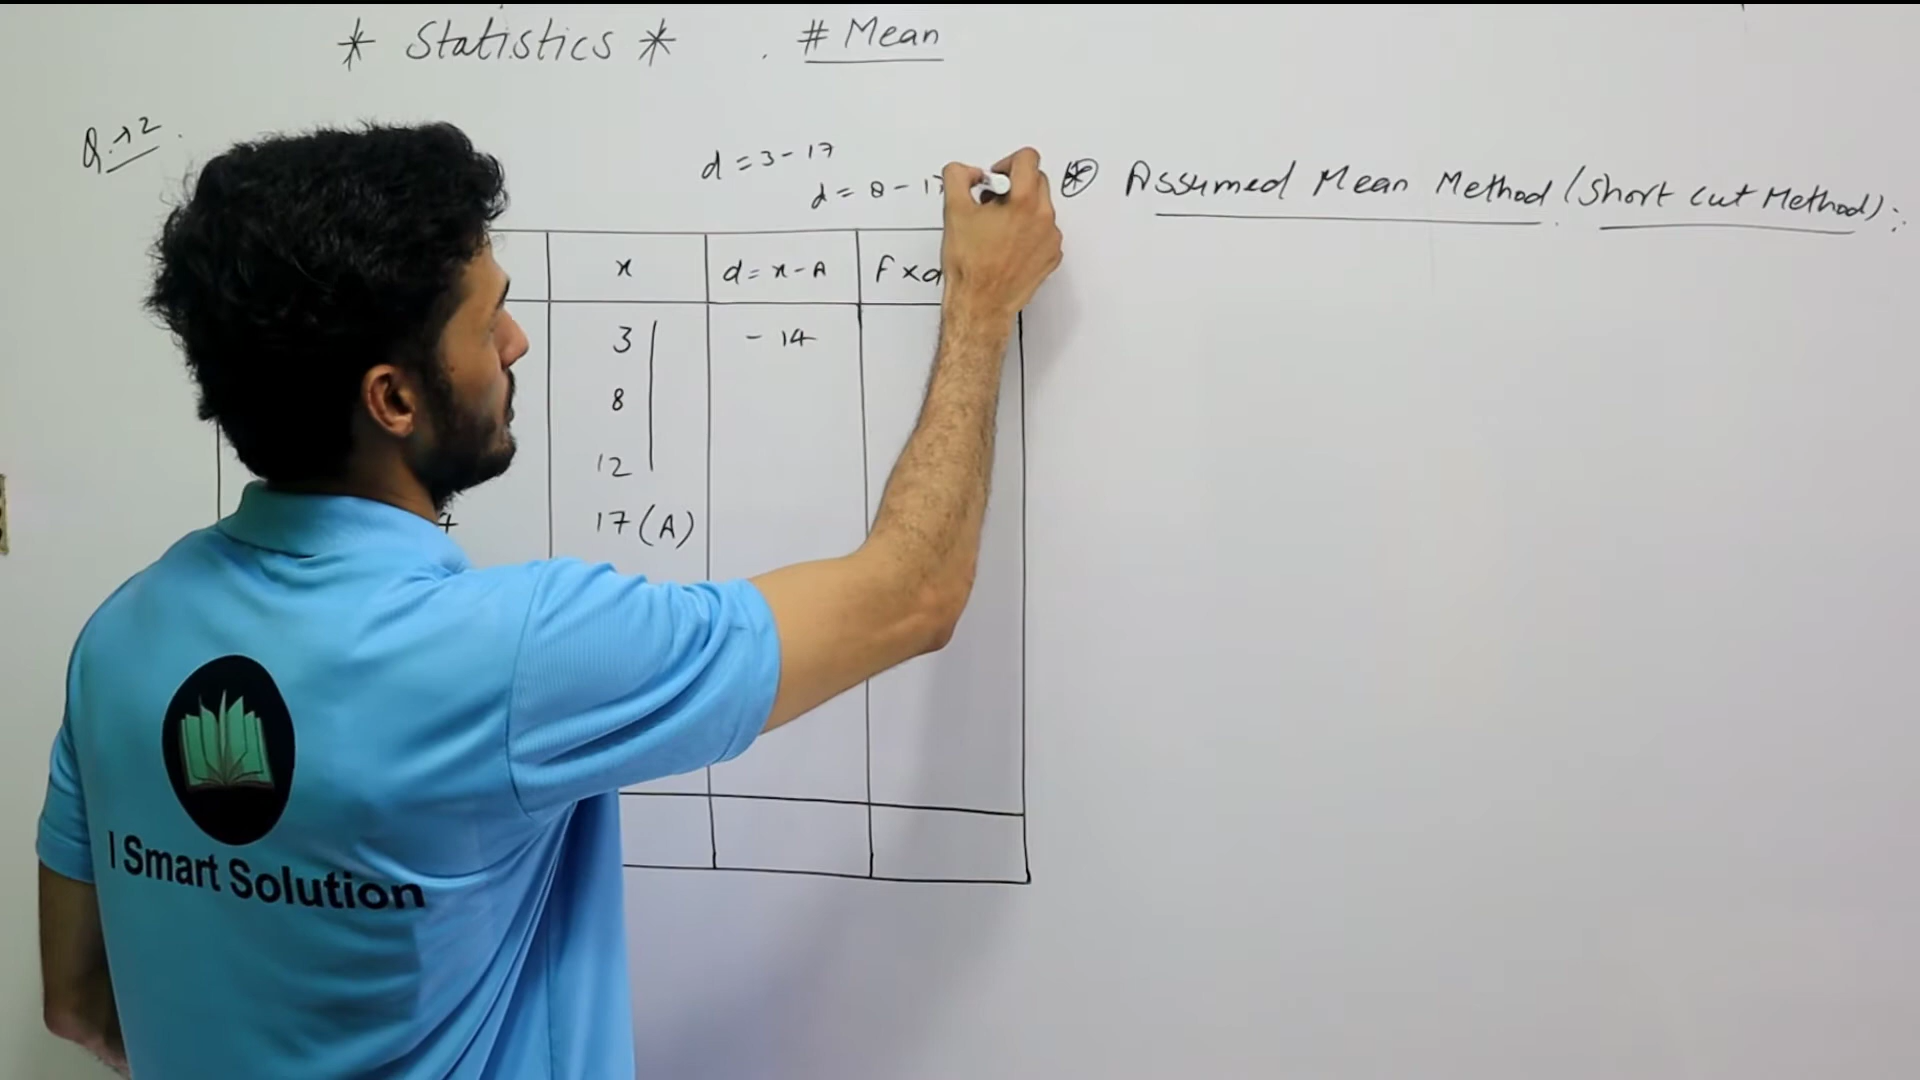 * Statistics * # Mean
Q.→2.
d = 3 - 17
d = 8 - 17
* Assumed Mean Method (Short cut Method) :
x d = x - A F x d
3 - 14
8
12
17 (A)
I Smart Solution